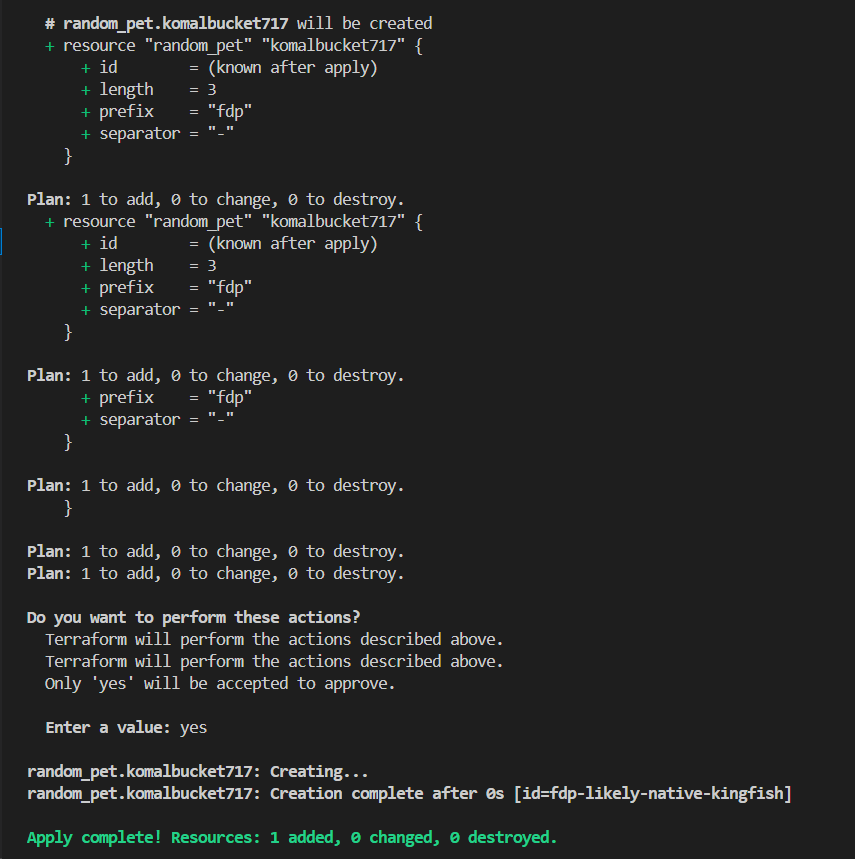 # random_pet.komalbucket717 will be created
+ resource "random_pet" "komalbucket717" {
+ id        = (known after apply)
+ length    = 3
+ prefix    = "fdp"
+ separator = "-"
}
Plan: 1 to add, 0 to change, 0 to destroy.
+ resource "random_pet" "komalbucket717" {
+ id        = (known after apply)
+ length    = 3
+ prefix    = "fdp"
+ separator = "-"
}
Plan: 1 to add, 0 to change, 0 to destroy.
+ prefix    = "fdp"
+ separator = "-"
}
Plan: 1 to add, 0 to change, 0 to destroy.
}
Plan: 1 to add, 0 to change, 0 to destroy.
Plan: 1 to add, 0 to change, 0 to destroy.
Do you want to perform these actions?
Terraform will perform the actions described above.
Terraform will perform the actions described above.
Only 'yes' will be accepted to approve.
Enter a value: yes
random_pet.komalbucket717: Creating...
random_pet.komalbucket717: Creation complete after 0s [id=fdp-likely-native-kingfish]
Apply complete! Resources: 1 added, 0 changed, 0 destroyed.